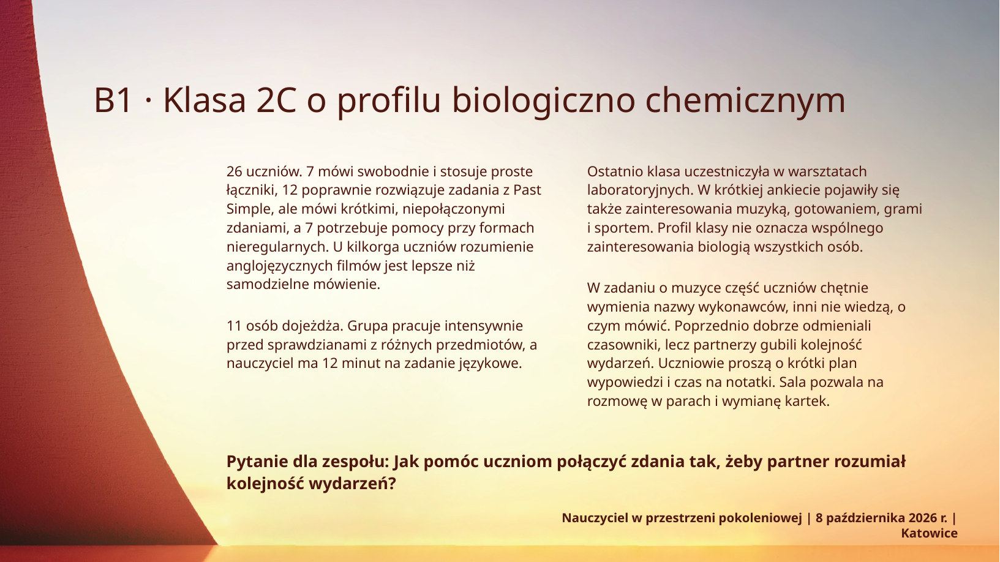 B1 · Klasa 2C o profilu biologiczno chemicznym
26 uczniów. 7 mówi swobodnie i stosuje proste
łączniki, 12 poprawnie rozwiązuje zadania z Past
Simple, ale mówi krótkimi, niepołączonymi
zdaniami, a 7 potrzebuje pomocy przy formach
nieregularnych. U kilkorga uczniów rozumienie
anglojęzycznych filmów jest lepsze niż
samodzielne mówienie.
11 osób dojeżdża. Grupa pracuje intensywnie
przed sprawdzianami z różnych przedmiotów, a
nauczyciel ma 12 minut na zadanie językowe.
Ostatnio klasa uczestniczyła w warsztatach
laboratoryjnych. W krótkiej ankiecie pojawiły się
także zainteresowania muzyką, gotowaniem, grami
i sportem. Profil klasy nie oznacza wspólnego
zainteresowania biologią wszystkich osób.
W zadaniu o muzyce część uczniów chętnie
wymienia nazwy wykonawców, inni nie wiedzą, o
czym mówić. Poprzednio dobrze odmieniali
czasowniki, lecz partnerzy gubili kolejność
wydarzeń. Uczniowie proszą o krótki plan
wypowiedzi i czas na notatki. Sala pozwala na
rozmowę w parach i wymianę kartek.
Pytanie dla zespołu: Jak pomóc uczniom połączyć zdania tak, żeby partner rozumiał
kolejność wydarzeń?
Nauczyciel w przestrzeni pokoleniowej | 8 października 2026 r. |
Katowice